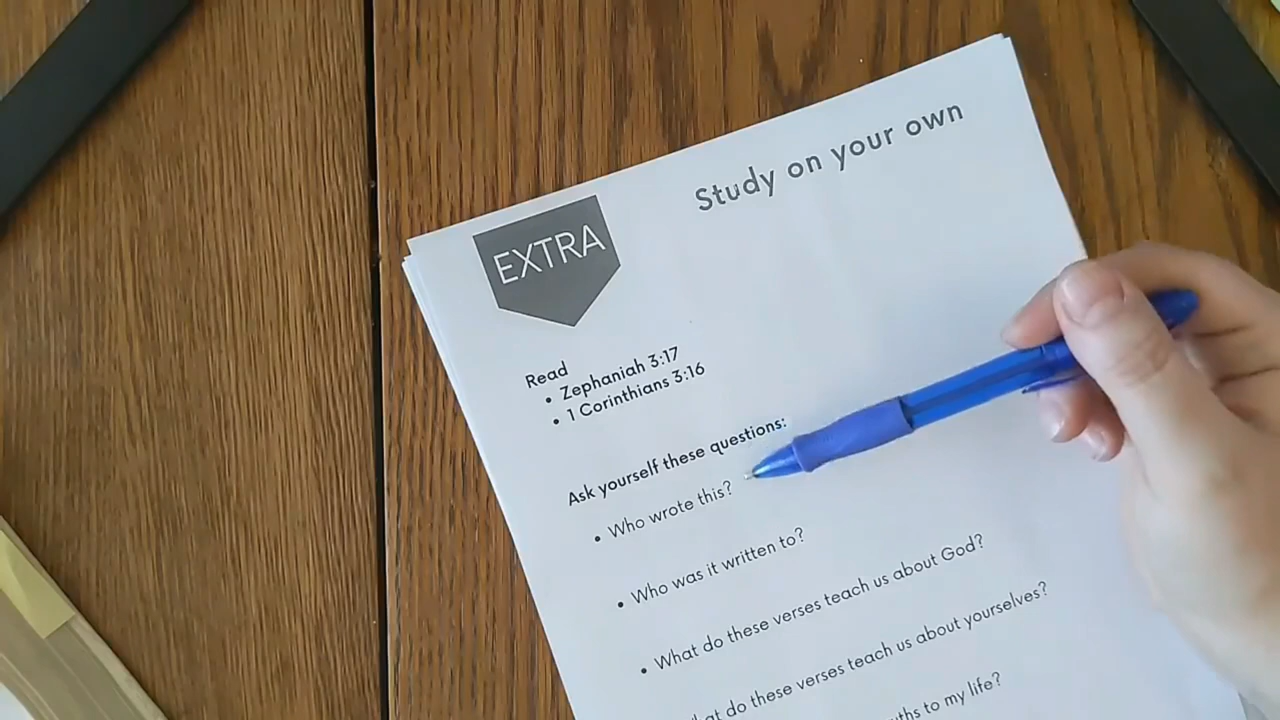 Study on your own
EXTRA
Read
• Zephaniah 3:17
• 1 Corinthians 3:16
Ask yourself these questions:
• Who wrote this?
• Who was it written to?
• What do these verses teach us about God?
do these verses teach us about yourselves?
to my life?